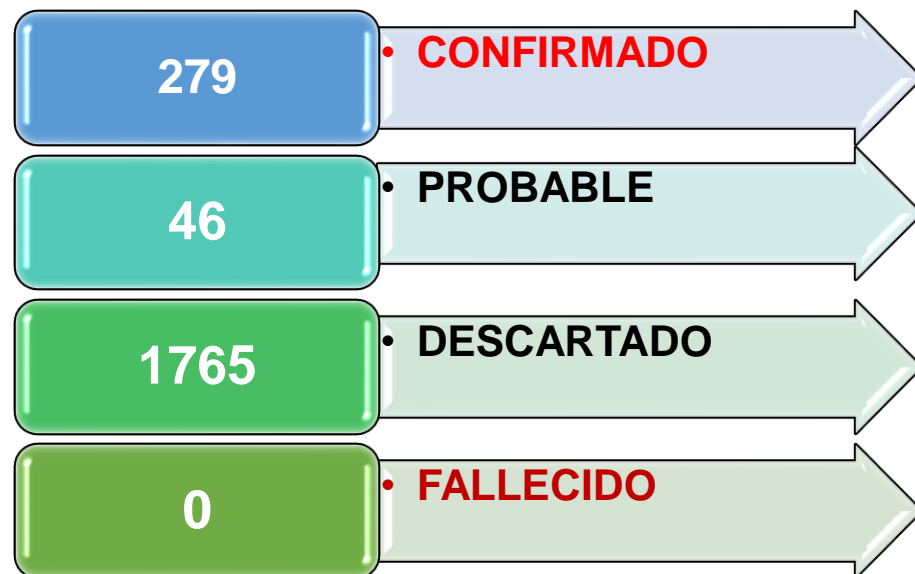 279
• CONFIRMADO
46
• PROBABLE
1765
• DESCARTADO
0
• FALLECIDO